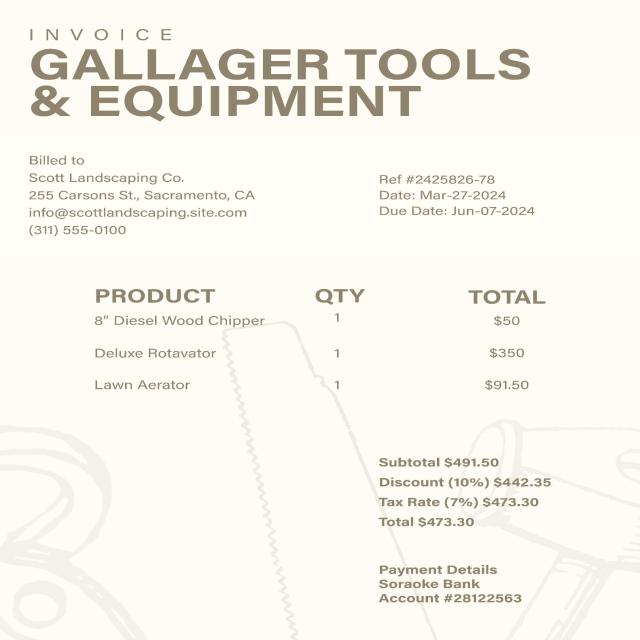 INVOICE
GALLAGER TOOLS
& EQUIPMENT
Billed to
Scott Landscaping Co.
255 Carsons St., Sacramento, CA
info@scottlandscaping.site.com
(311) 555-0100
Ref #2425826-78
Date: Mar-27-2024
Due Date: Jun-07-2024
PRODUCT QTY TOTAL
8” Diesel Wood Chipper 1 $50
Deluxe Rotavator 1 $350
Lawn Aerator 1 $91.50
Subtotal $491.50
Discount (10%) $442.35
Tax Rate (7%) $473.30
Total $473.30
Payment Details
Soraoke Bank
Account #28122563